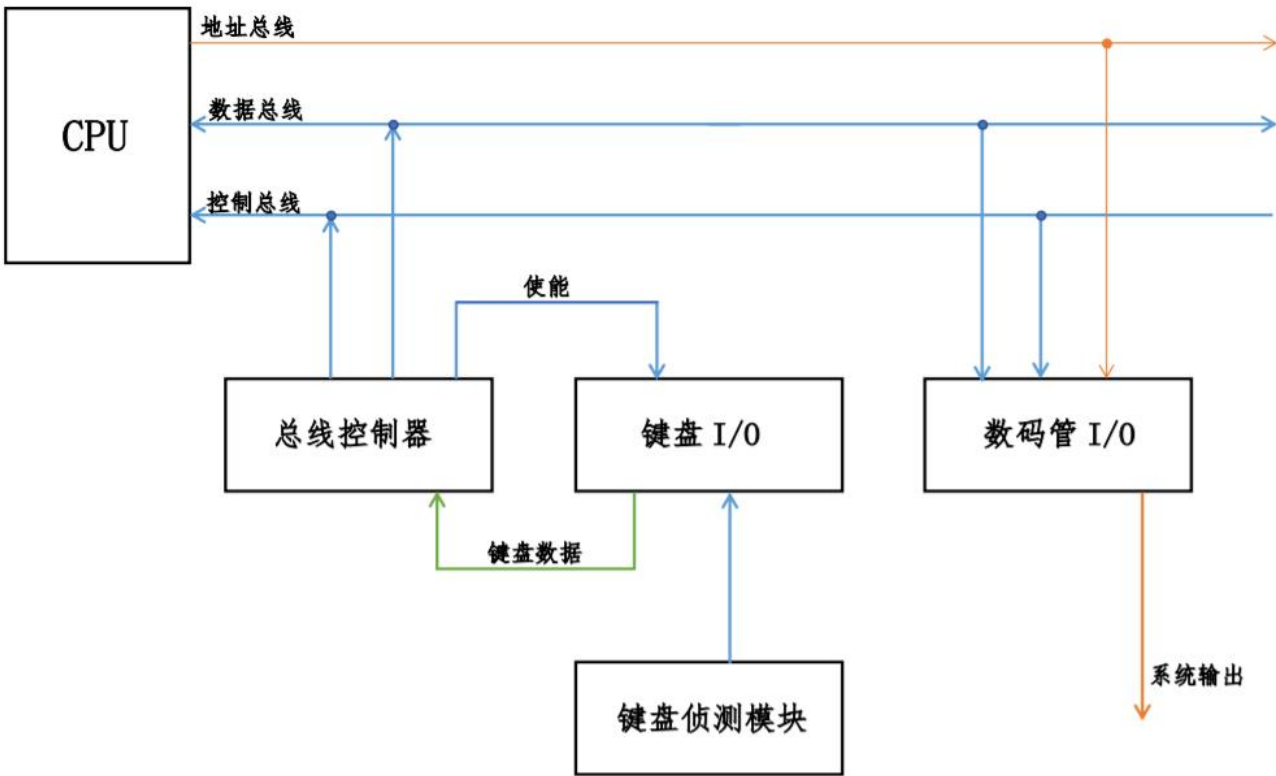 地址总线
数据总线
CPU
控制总线
使能
总线控制器
键盘 I/O
数码管 I/O
键盘数据
系统输出
键盘侦测模块